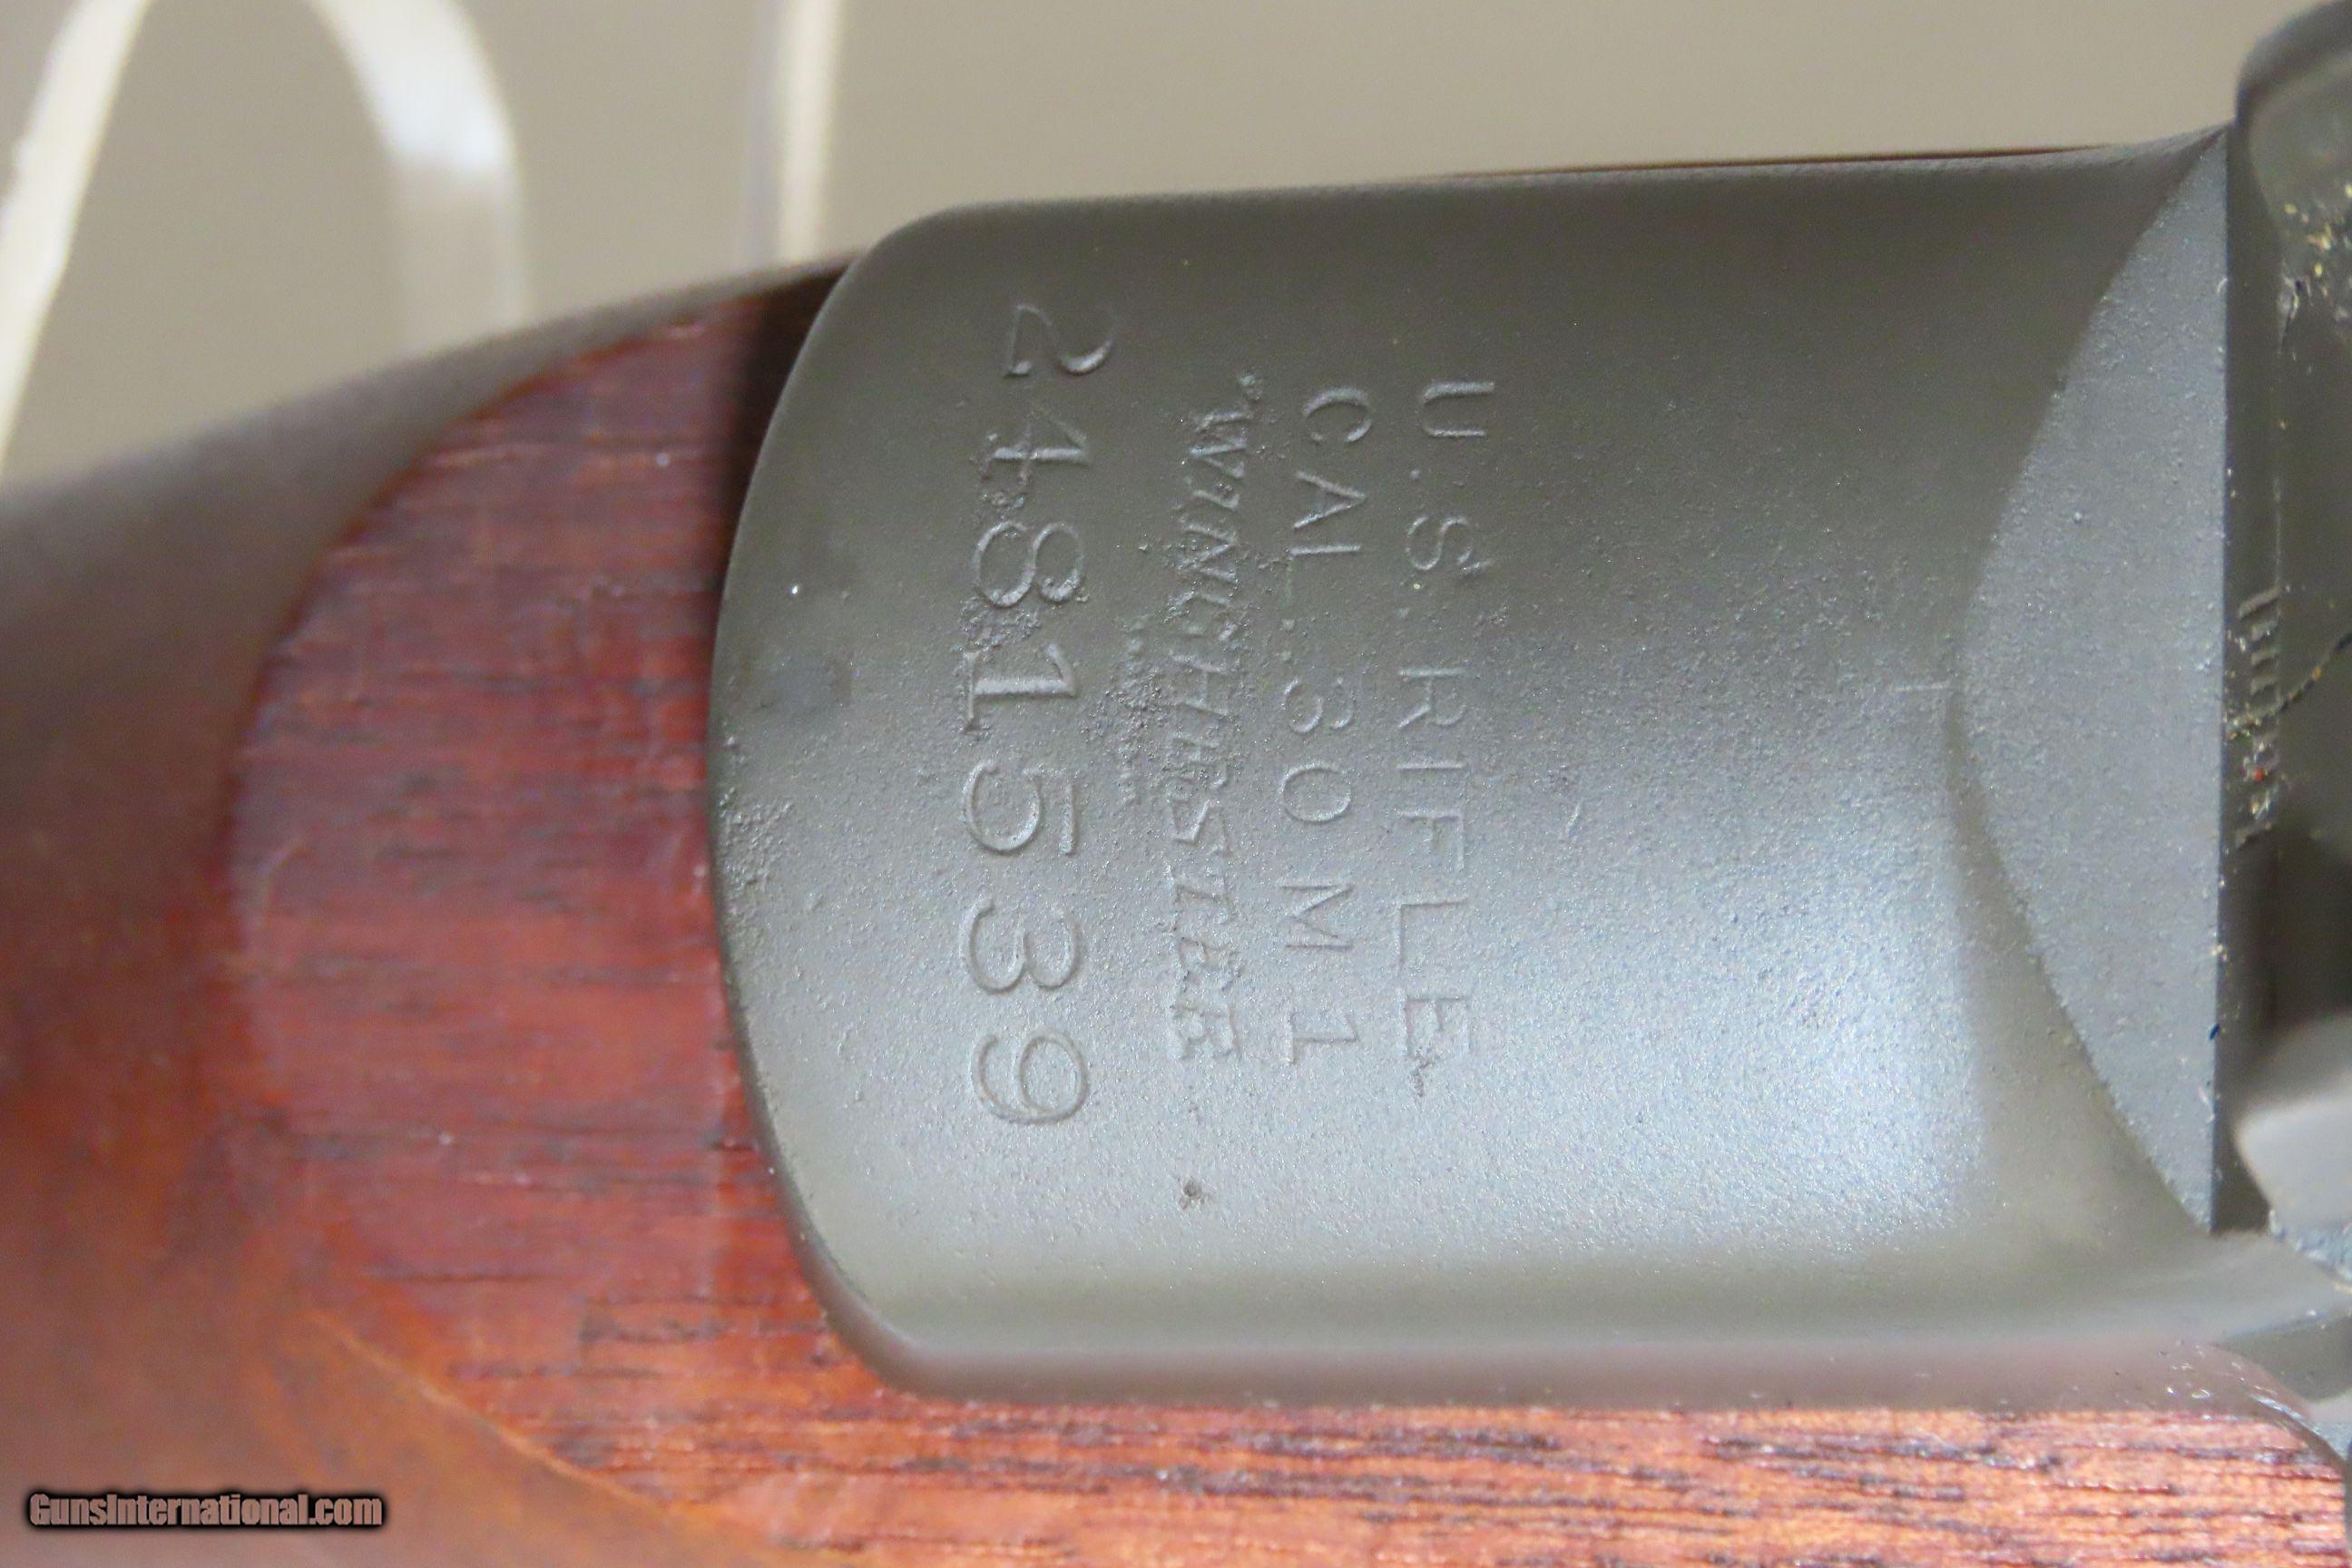 U.S. RIFLE
CAL. .30 M1
WINCHESTER
2481539
GunsInternational.com